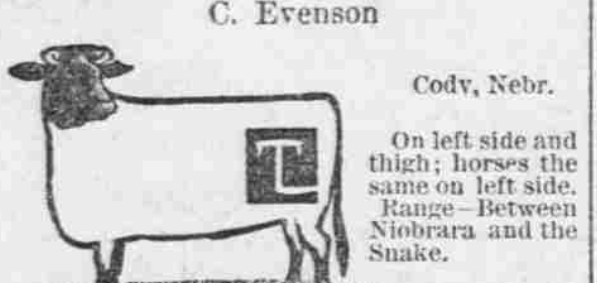 C. Evenson
Cody, Nebr.
On left side and
thigh; horses the
same on left side.
Range—Between
Niobrara and the
Snake.
TL